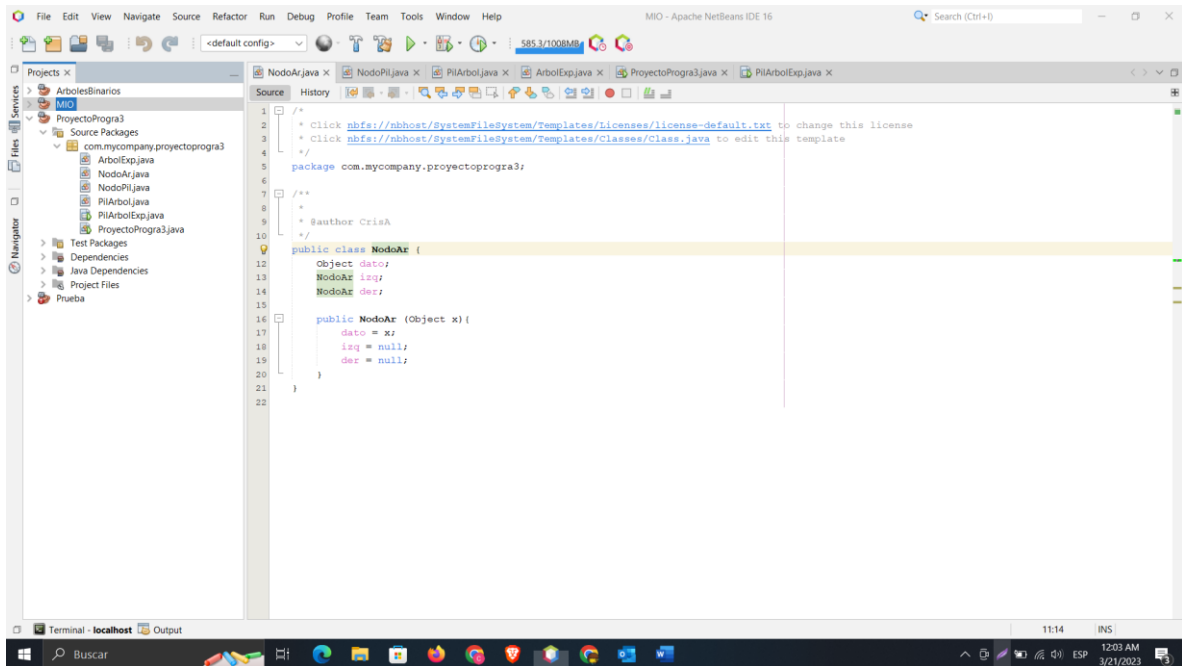 File Edit View Navigate Source Refactor Run Debug Profile Team Tools Window Help
MIO - Apache NetBeans IDE 16
Search (Ctrl+I)
<default config>
585.3/1008MB
Projects
NodoAr.java
NodoPil.java
PilArbol.java
ArbolExp.java
ProyectoProgra3.java
PilArbolExp.java
Services
Files
Navigator
ArbolesBinarios
MIO
ProyectoProgra3
Source Packages
com.mycompany.proyectoprogra3
ArbolExp.java
NodoAr.java
NodoPil.java
PilArbol.java
PilArbolExp.java
ProyectoProgra3.java
Test Packages
Dependencies
Java Dependencies
Project Files
Prueba
Source History
1 /*
2 * Click nbfs://nbhost/SystemFileSystem/Templates/Licenses/license-default.txt to change this license
3 * Click nbfs://nbhost/SystemFileSystem/Templates/Classes/Class.java to edit this template
4 */
5 package com.mycompany.proyectoprogra3;
6
7 /**
8 *
9 * @author CrisA
10 */
public class NodoAr {
12 Object dato;
13 NodoAr izq;
14 NodoAr der;
15
16 public NodoAr (Object x){
17 dato = x;
18 izq = null;
19 der = null;
20 }
21 }
22
Terminal - localhost Output
11:14 INS
Buscar
ESP
12:03 AM
3/21/2023
3